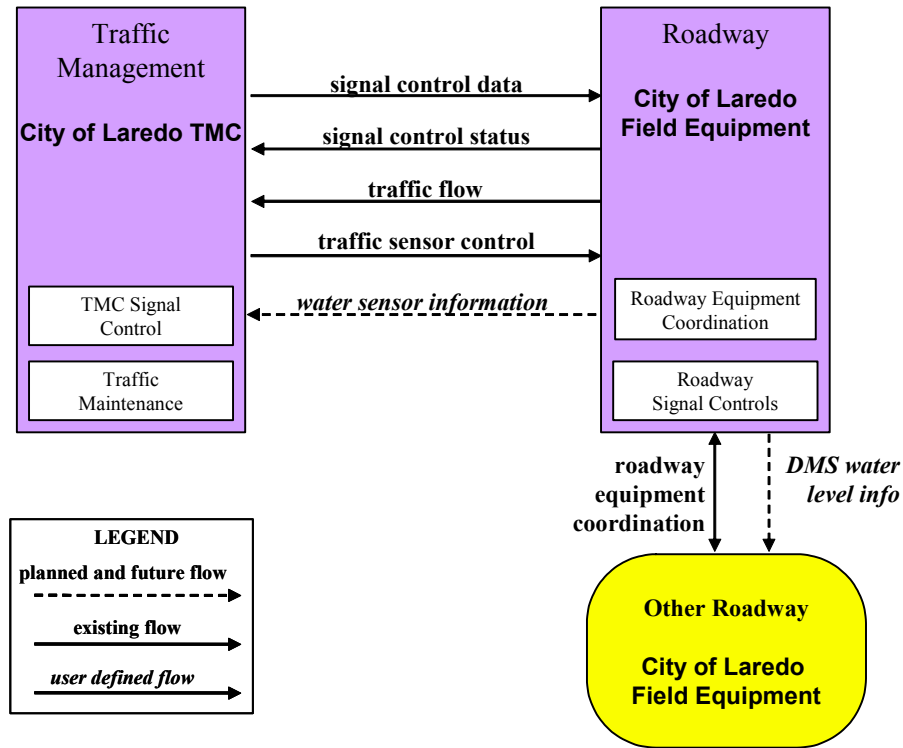 Traffic
Management
City of Laredo TMC
TMC Signal
Control
Traffic
Maintenance
signal control data
signal control status
traffic flow
traffic sensor control
water sensor information
Roadway
City of Laredo
Field Equipment
Roadway Equipment
Coordination
Roadway
Signal Controls
roadway
equipment
coordination
DMS water
level info
LEGEND
planned and future flow
existing flow
user defined flow
Other Roadway
City of Laredo
Field Equipment